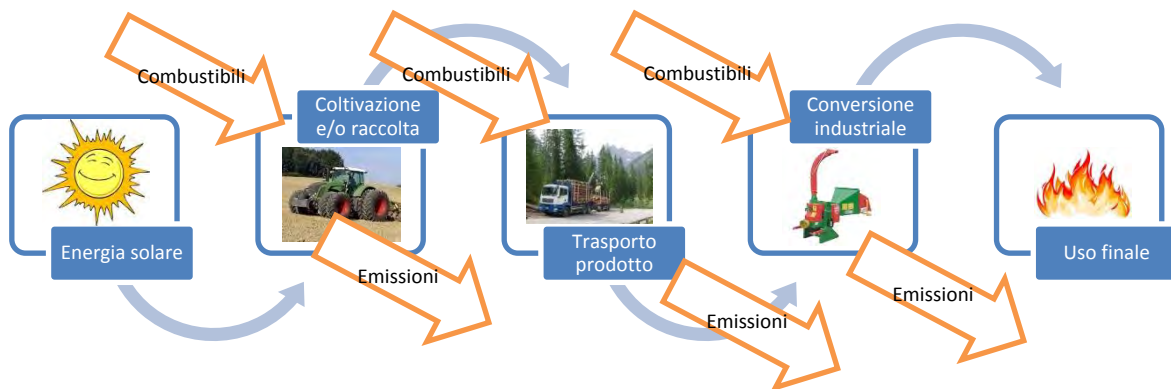 Combustibili
Combustibili
Combustibili
Coltivazione
e/o raccolta
Conversione
industriale
Energia solare
Trasporto
prodotto
Uso finale
Emissioni
Emissioni
Emissioni